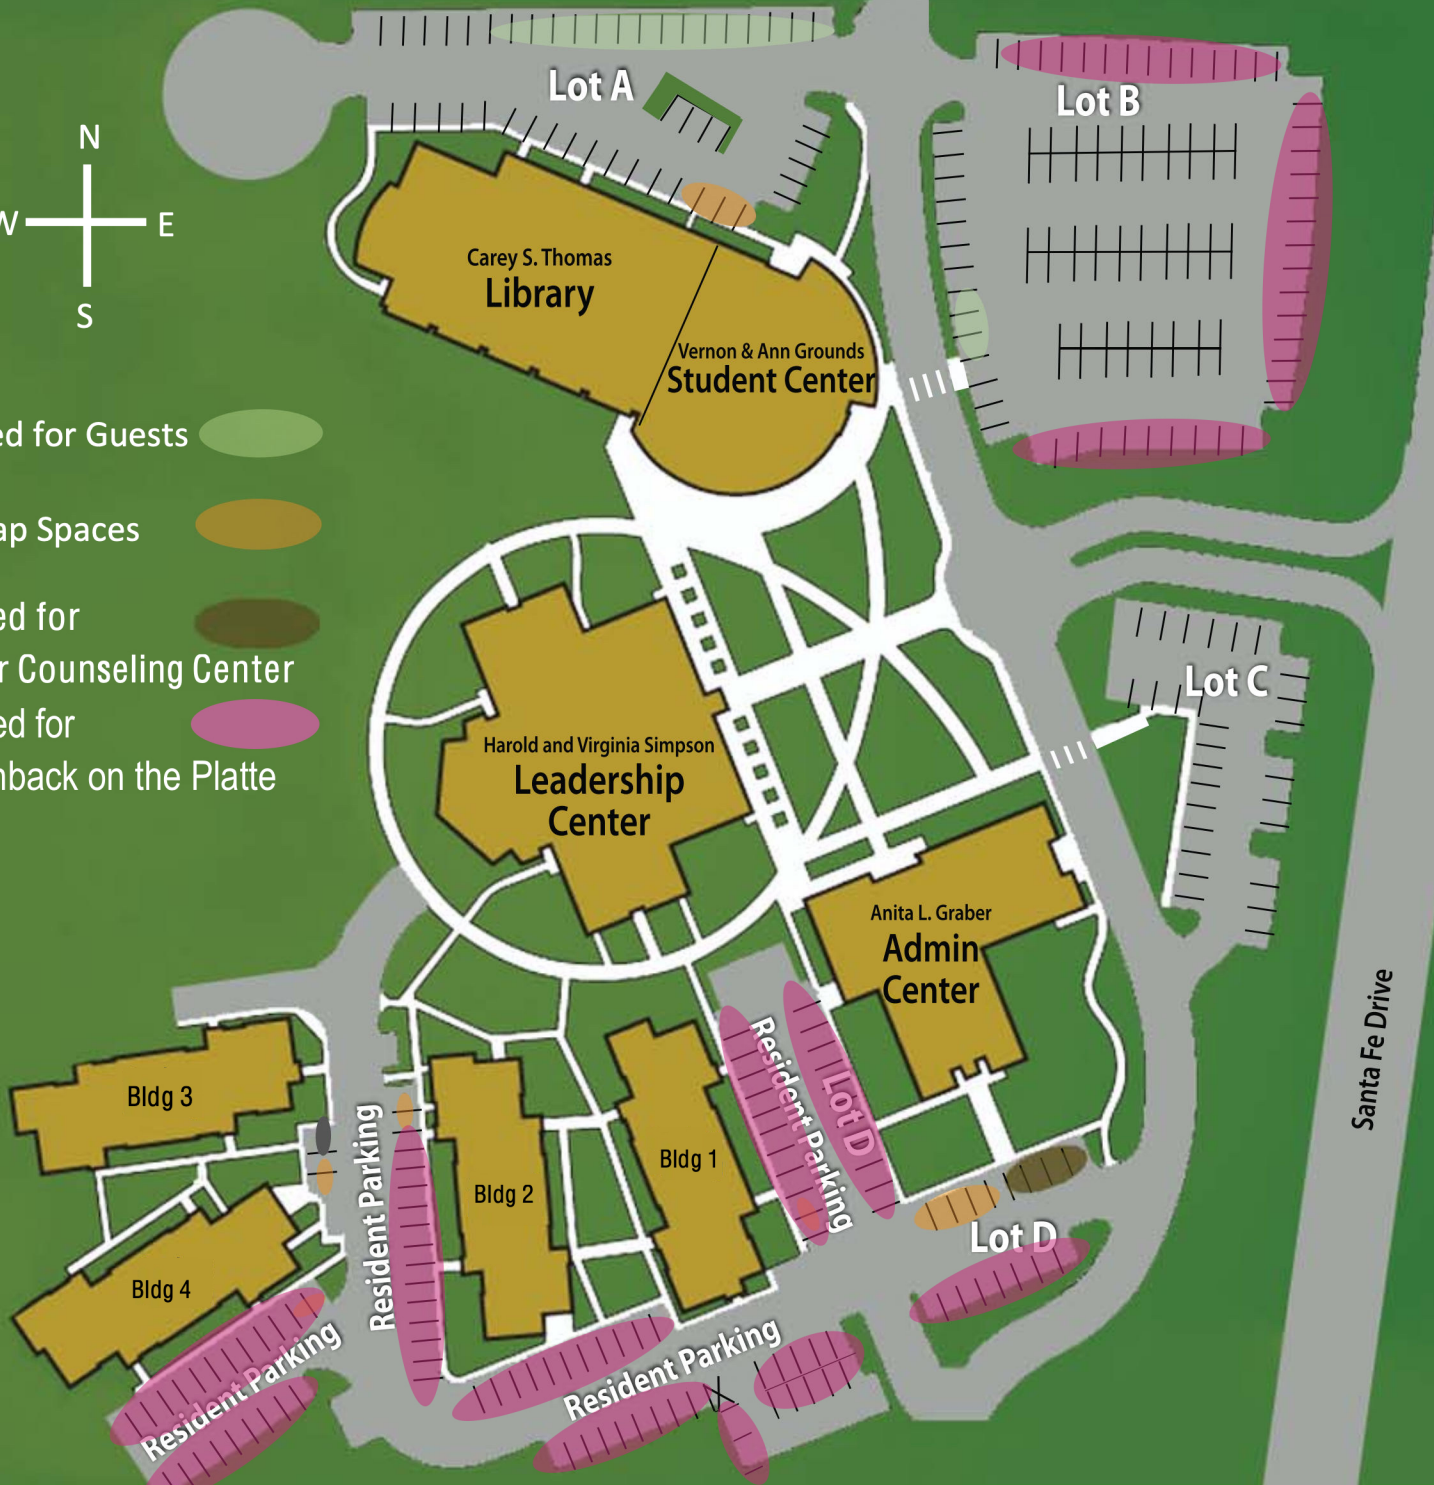 Lot A
Lot B
N
W
E
S
Carey S. Thomas
Library
Vernon & Ann Grounds
Student Center
ed for Guests
ap Spaces
ed for
r Counseling Center
ed for
nback on the Platte
Lot C
Harold and Virginia Simpson
Leadership
Center
Anita L. Graber
Admin
Center
Santa Fe Drive
Bldg 3
Resident Parking
Lot D
Resident Parking
Bldg 1
Bldg 2
Lot D
Bldg 4
Resident Parking
Resident Parking